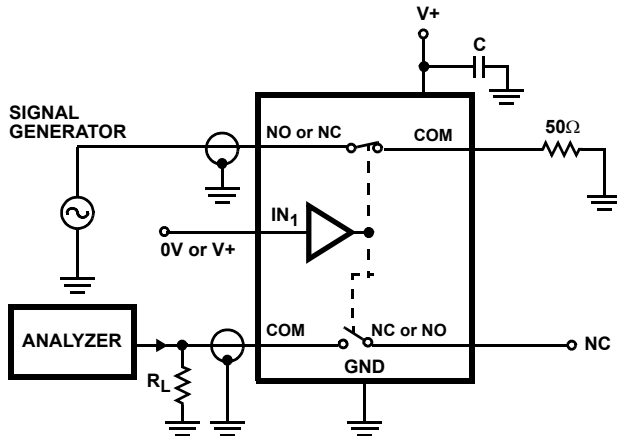 V+
C
SIGNAL
GENERATOR
NO or NC
COM
50Ω
IN1
0V or V+
ANALYZER
COM
NC or NO
NC
RL
GND